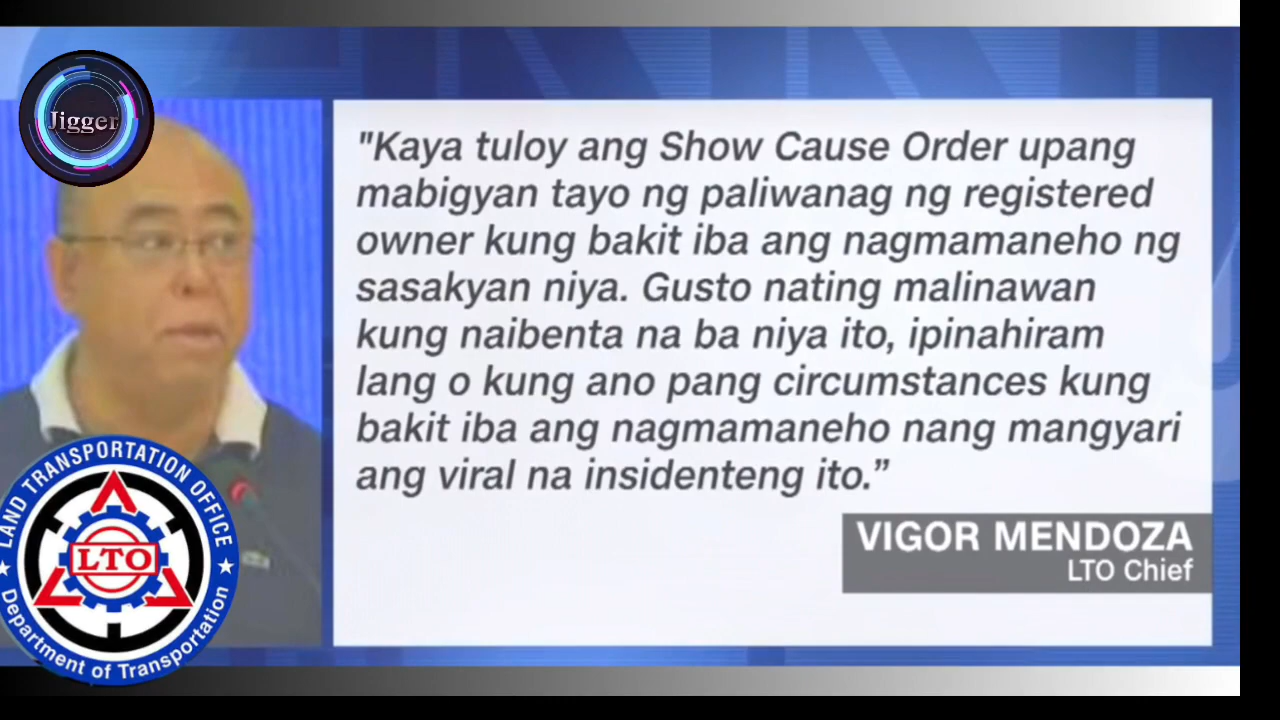 Jigger
"Kaya tuloy ang Show Cause Order upang
mabigyan tayo ng paliwanag ng registered
owner kung bakit iba ang nagmamaneho ng
sasakyan niya. Gusto nating malinawan
kung naibenta na ba niya ito, ipinahiram
lang o kung ano pang circumstances kung
bakit iba ang nagmamaneho nang mangyari
ang viral na insidenteng ito.”
VIGOR MENDOZA
LTO Chief
LAND TRANSPORTATION OFFICE
LTO
Department of Transportation